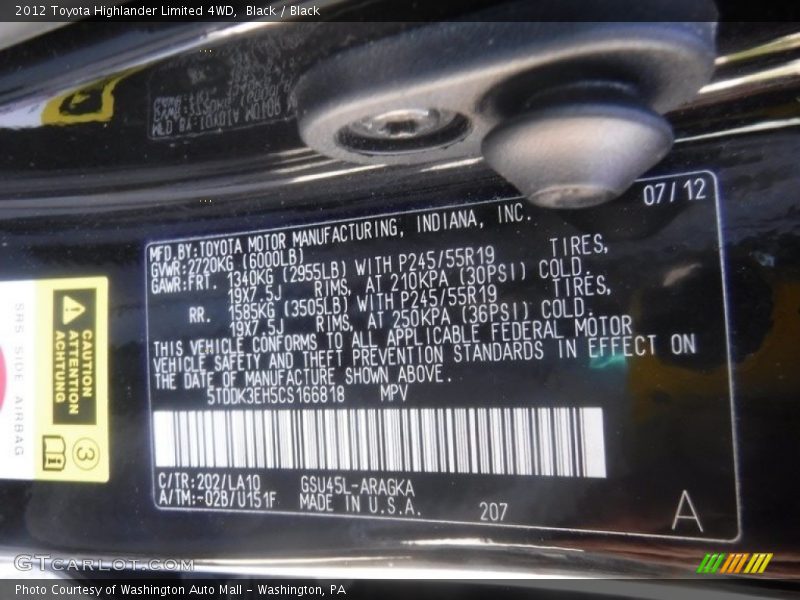 2012 Toyota Highlander Limited 4WD, Black / Black
07/12
MFD.BY:TOYOTA MOTOR MANUFACTURING, INDIANA, INC.
GVWR:2720KG (6000LB)
GAWR:FRT. 1340KG (2955LB) WITH P245/55R19 TIRES,
19X7.5J RIMS, AT 210KPA (30PSI) COLD.
RR. 1585KG (3505LB) WITH P245/55R19 TIRES,
19X7.5J RIMS, AT 250KPA (36PSI) COLD.
THIS VEHICLE CONFORMS TO ALL APPLICABLE FEDERAL MOTOR
VEHICLE SAFETY AND THEFT PREVENTION STANDARDS IN EFFECT ON
THE DATE OF MANUFACTURE SHOWN ABOVE.
5TDDK3EH5CS166818 MPV
C/TR:202/LA10 GSU45L-ARAGKA
A/TM:-02B/U151F MADE IN U.S.A. 207
A
SRS SIDE AIRBAG
CAUTION
ATTENTION
ACHTUNG
3
GTCARLOT.COM
Photo Courtesy of Washington Auto Mall - Washington, PA